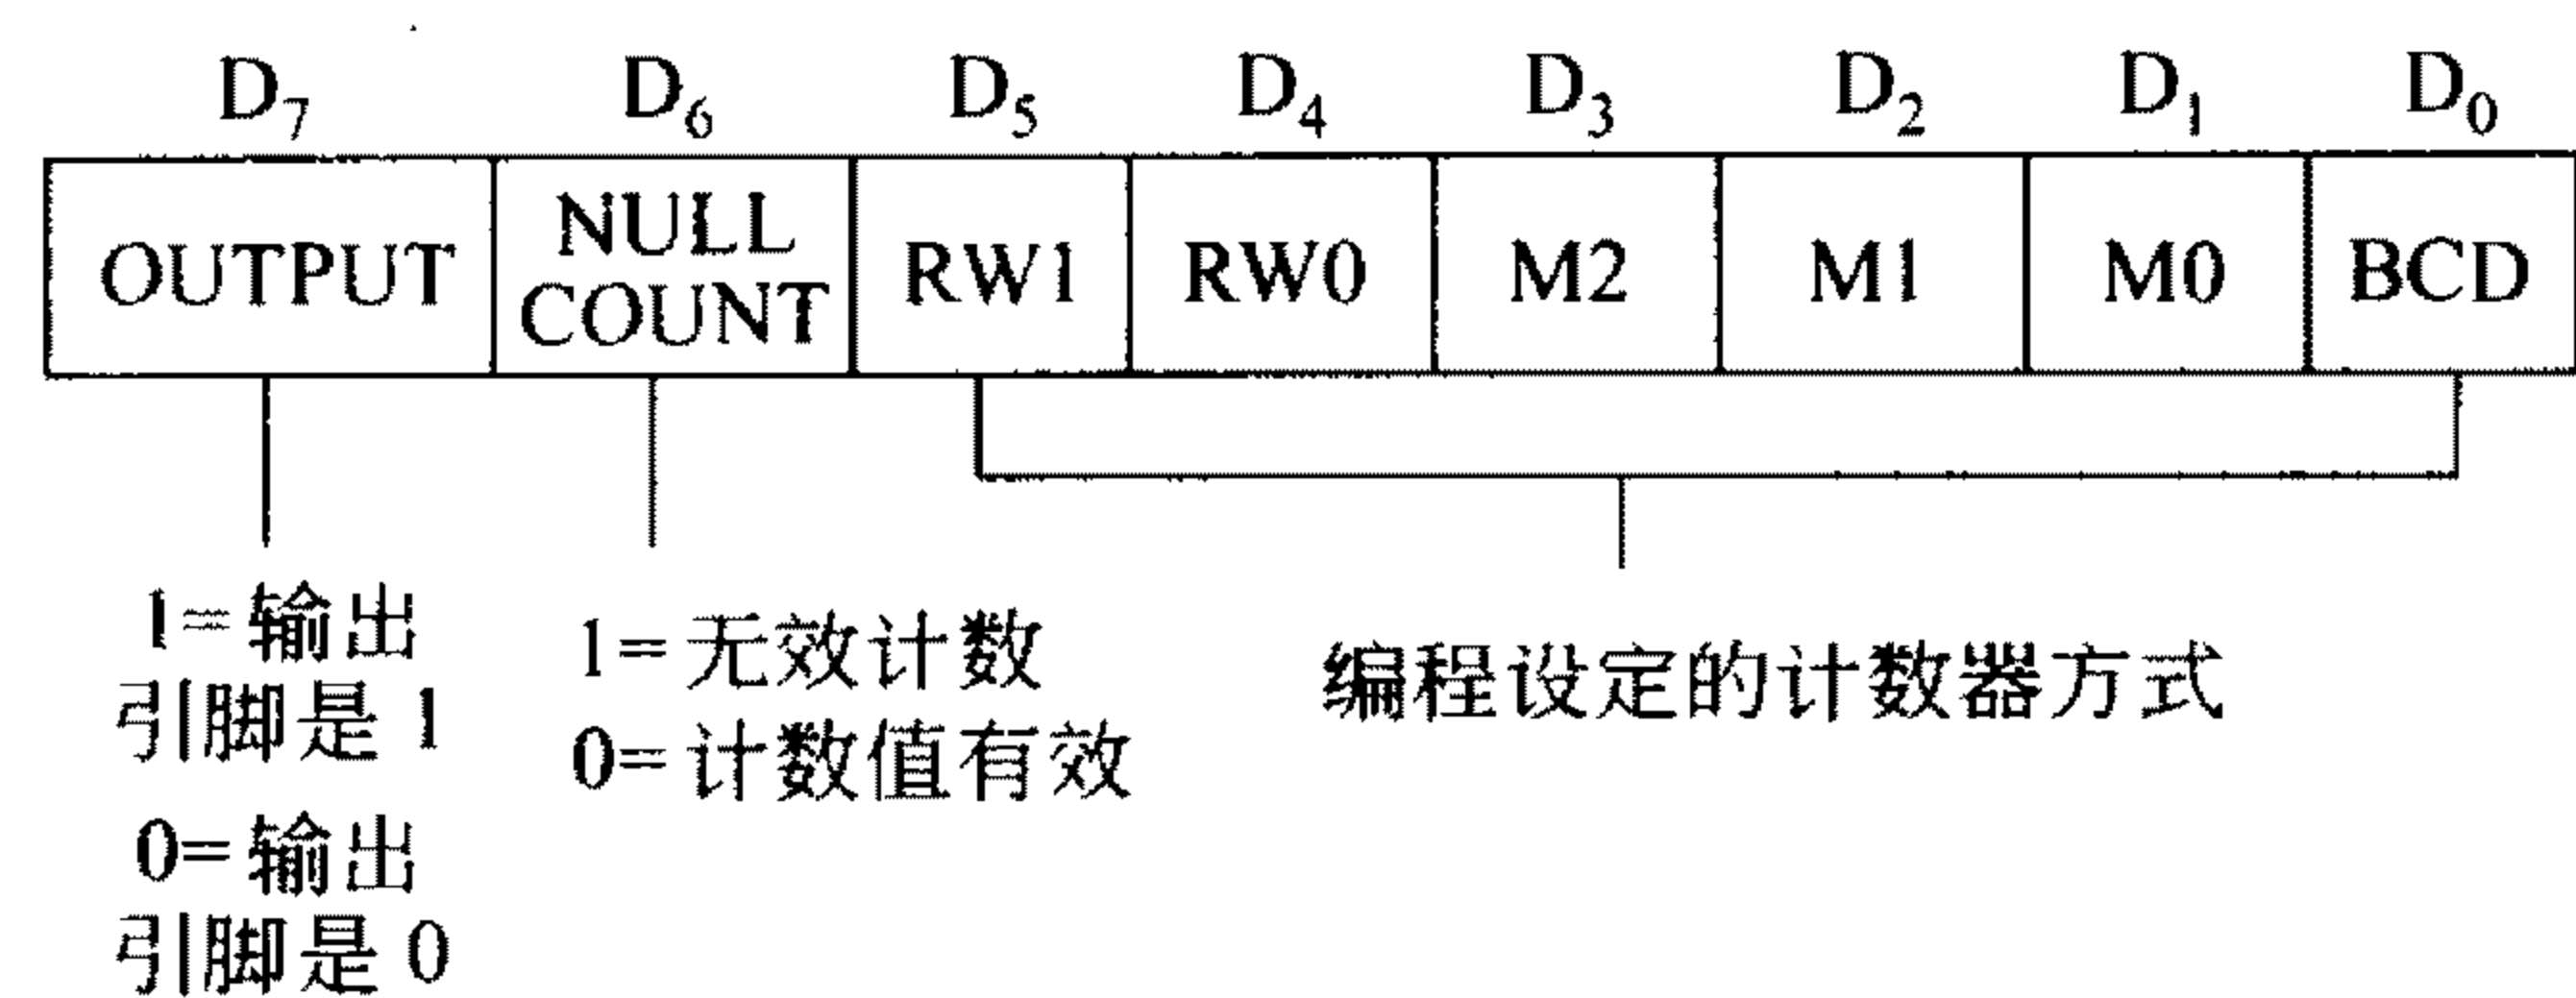 D₇ D₆ D₅ D₄ D₃ D₂ D₁ D₀
OUTPUT NULL COUNT RW1 RW0 M2 M1 M0 BCD
1=输出
引脚是 1
0=输出
引脚是 0
1=无效计数
0=计数值有效
编程设定的计数器方式